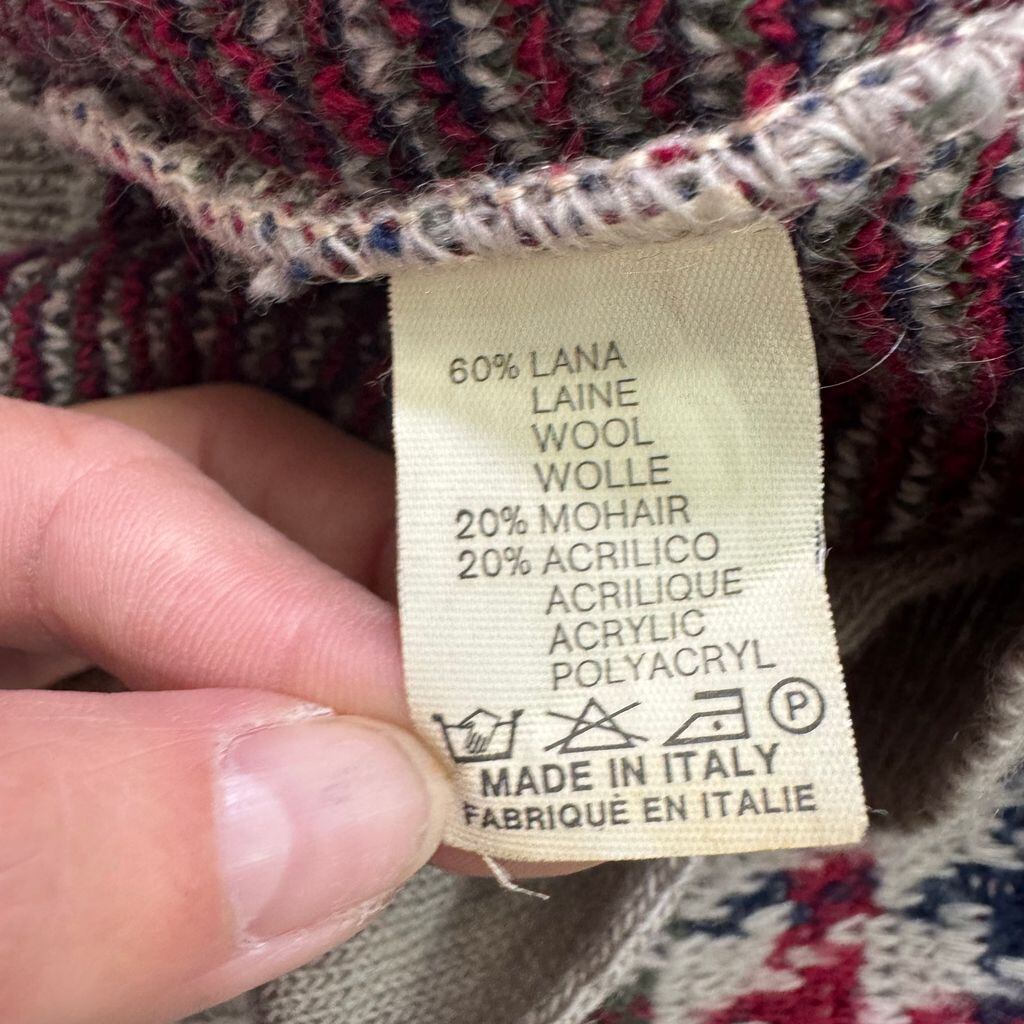 60% LANA
LAINE
WOOL
WOLLE
20% MOHAIR
20% ACRILICO
ACRILIQUE
ACRYLIC
POLYACRYL
P
MADE IN ITALY
FABRIQUÈ EN ITALIE